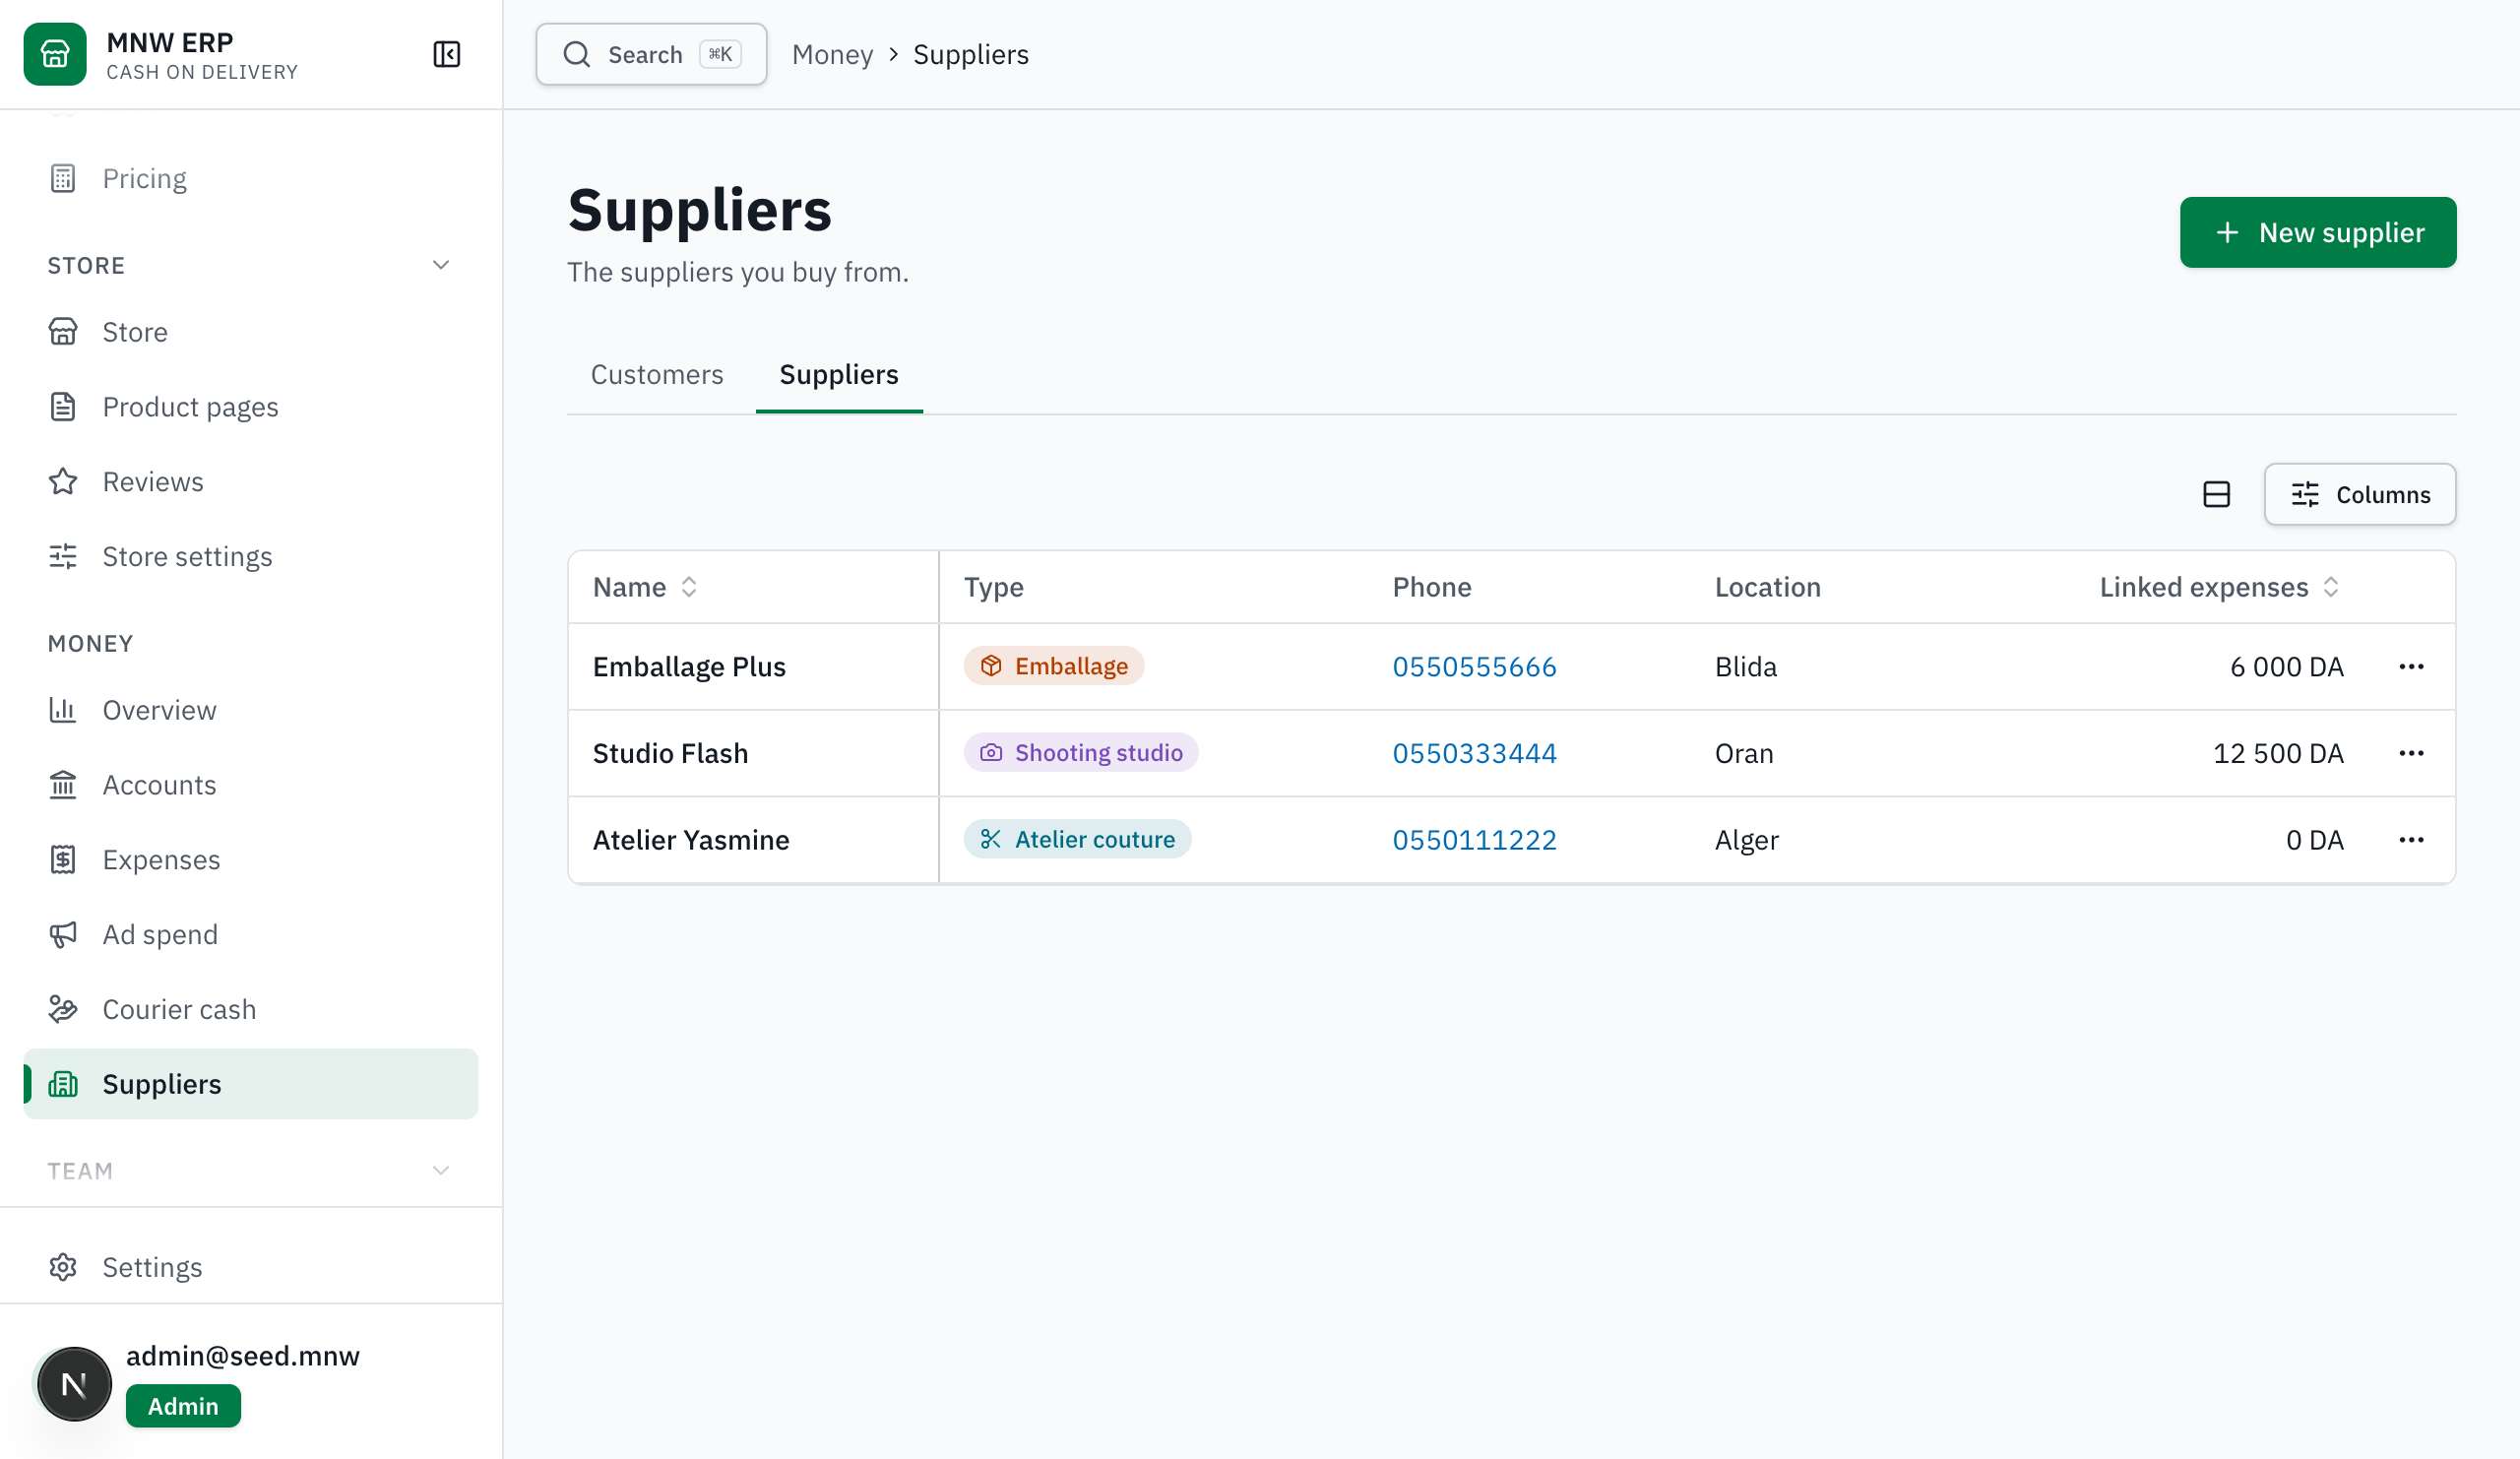 MNW ERP
CASH ON DELIVERY
Search ⌘K
Money > Suppliers
Pricing
STORE
Store
Product pages
Reviews
Store settings
MONEY
Overview
Accounts
Expenses
Ad spend
Courier cash
Suppliers
TEAM
Settings
N
admin@seed.mnw
Admin
Suppliers
The suppliers you buy from.
+ New supplier
Customers Suppliers
Columns
Name Type Phone Location Linked expenses
Emballage Plus Emballage 0550555666 Blida 6 000 DA
Studio Flash Shooting studio 0550333444 Oran 12 500 DA
Atelier Yasmine Atelier couture 0550111222 Alger 0 DA